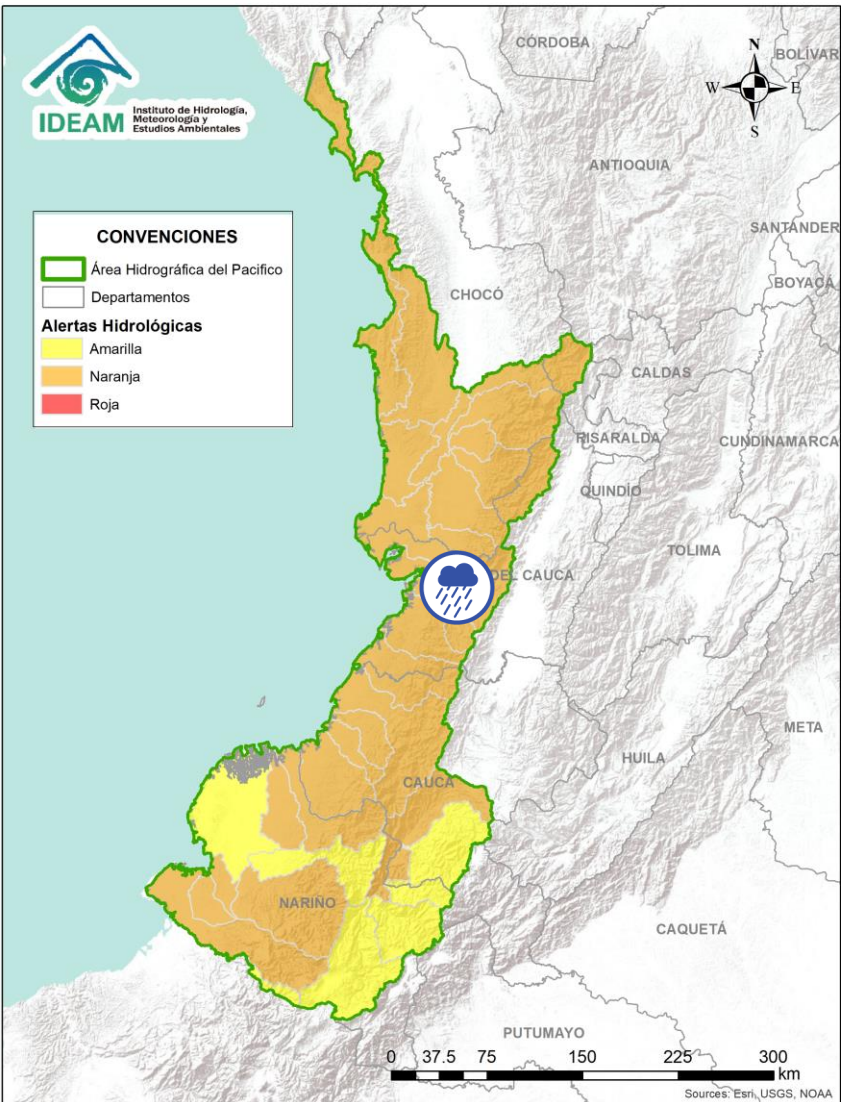 IDEAM
Instituto de Hidrología,
Meteorología y
Estudios Ambientales
N
W
E
S
CÓRDOBA
BOLÍVAR
ANTIOQUIA
SANTANDER
BOYACÁ
CHOCÓ
CALDAS
RISARALDA
CUNDINAMARCA
QUINDÍO
TOLIMA
DEL CAUCA
META
HUILA
CAUCA
NARIÑO
CAQUETÁ
PUTUMAYO
CONVENCIONES
Área Hidrográfica del Pacifico
Departamentos
Alertas Hidrológicas
Amarilla
Naranja
Roja
0 37.5 75 150 225 300
km
Sources: Esri, USGS, NOAA